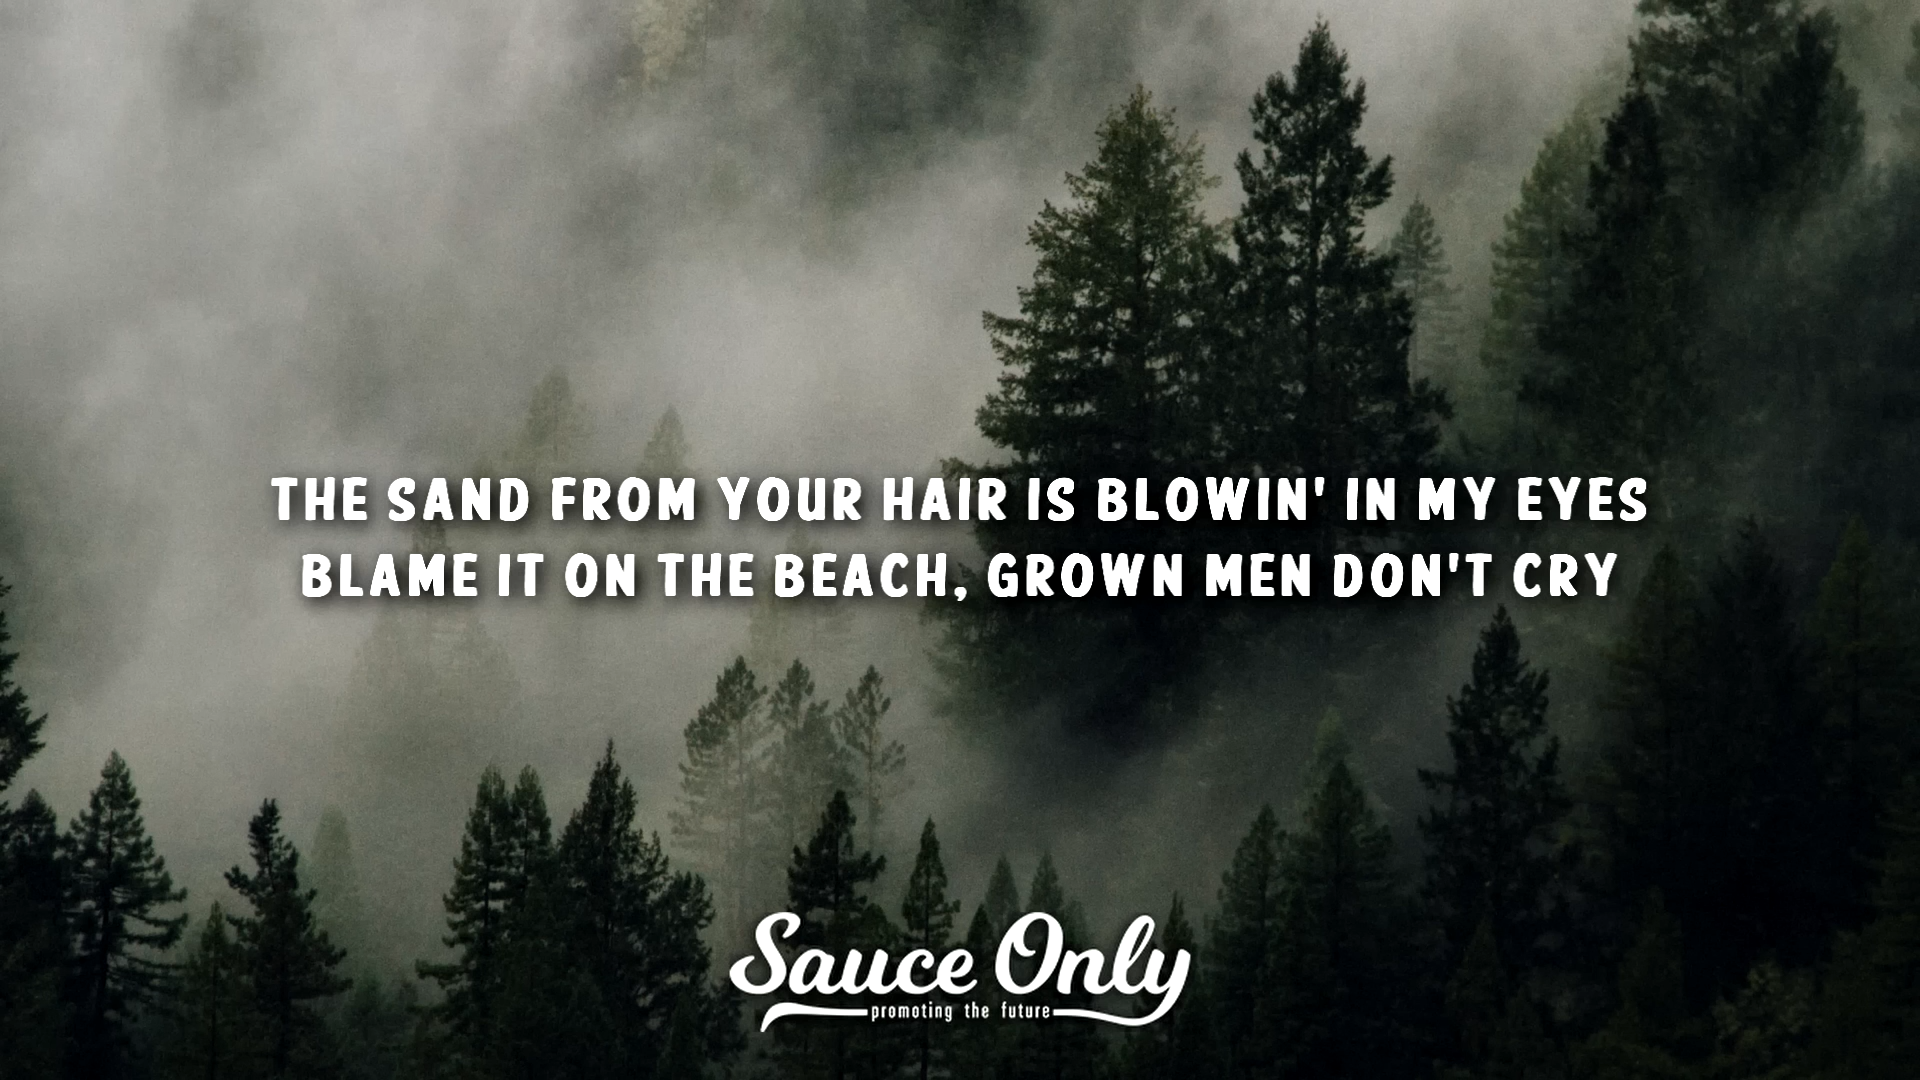 THE SAND FROM YOUR HAIR IS BLOWIN' IN MY EYES
BLAME IT ON THE BEACH, GROWN MEN DON'T CRY
Sauce Only
promoting the future